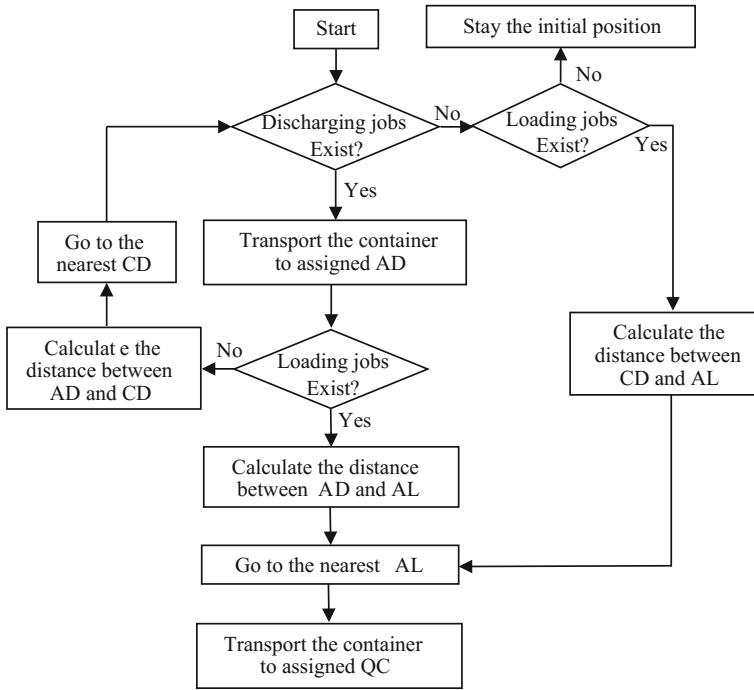 Start
Stay the initial position
No
Discharging jobs
Exist?
No
Loading jobs
Exist?
Yes
Yes
Go to the
nearest CD
Transport the container
to assigned AD
Calculat e the
distance between
AD and CD
No
Loading jobs
Exist?
Calculate the
distance between
CD and AL
Yes
Calculate the distance
between AD and AL
Go to the nearest AL
Transport the container
to assigned QC